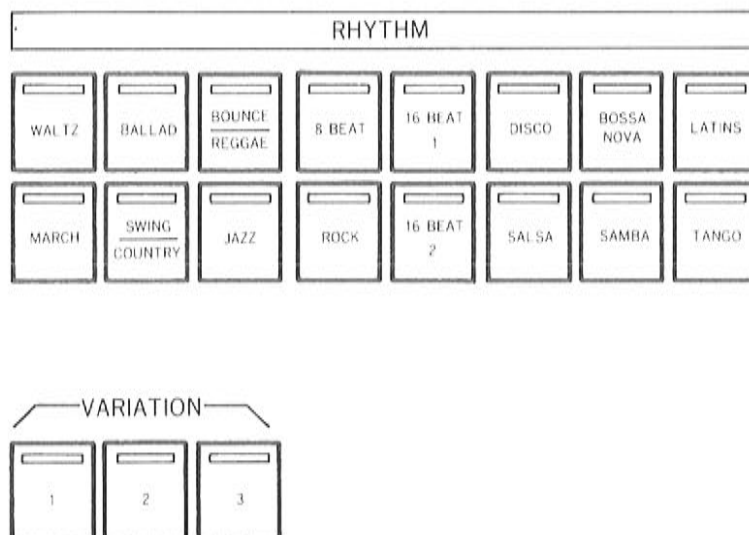 RHYTHM
WALTZ BALLAD BOUNCE REGGAE 8 BEAT 16 BEAT 1 DISCO BOSSA NOVA LATINS
MARCH SWING COUNTRY JAZZ ROCK 16 BEAT 2 SALSA SAMBA TANGO
VARIATION
1 2 3